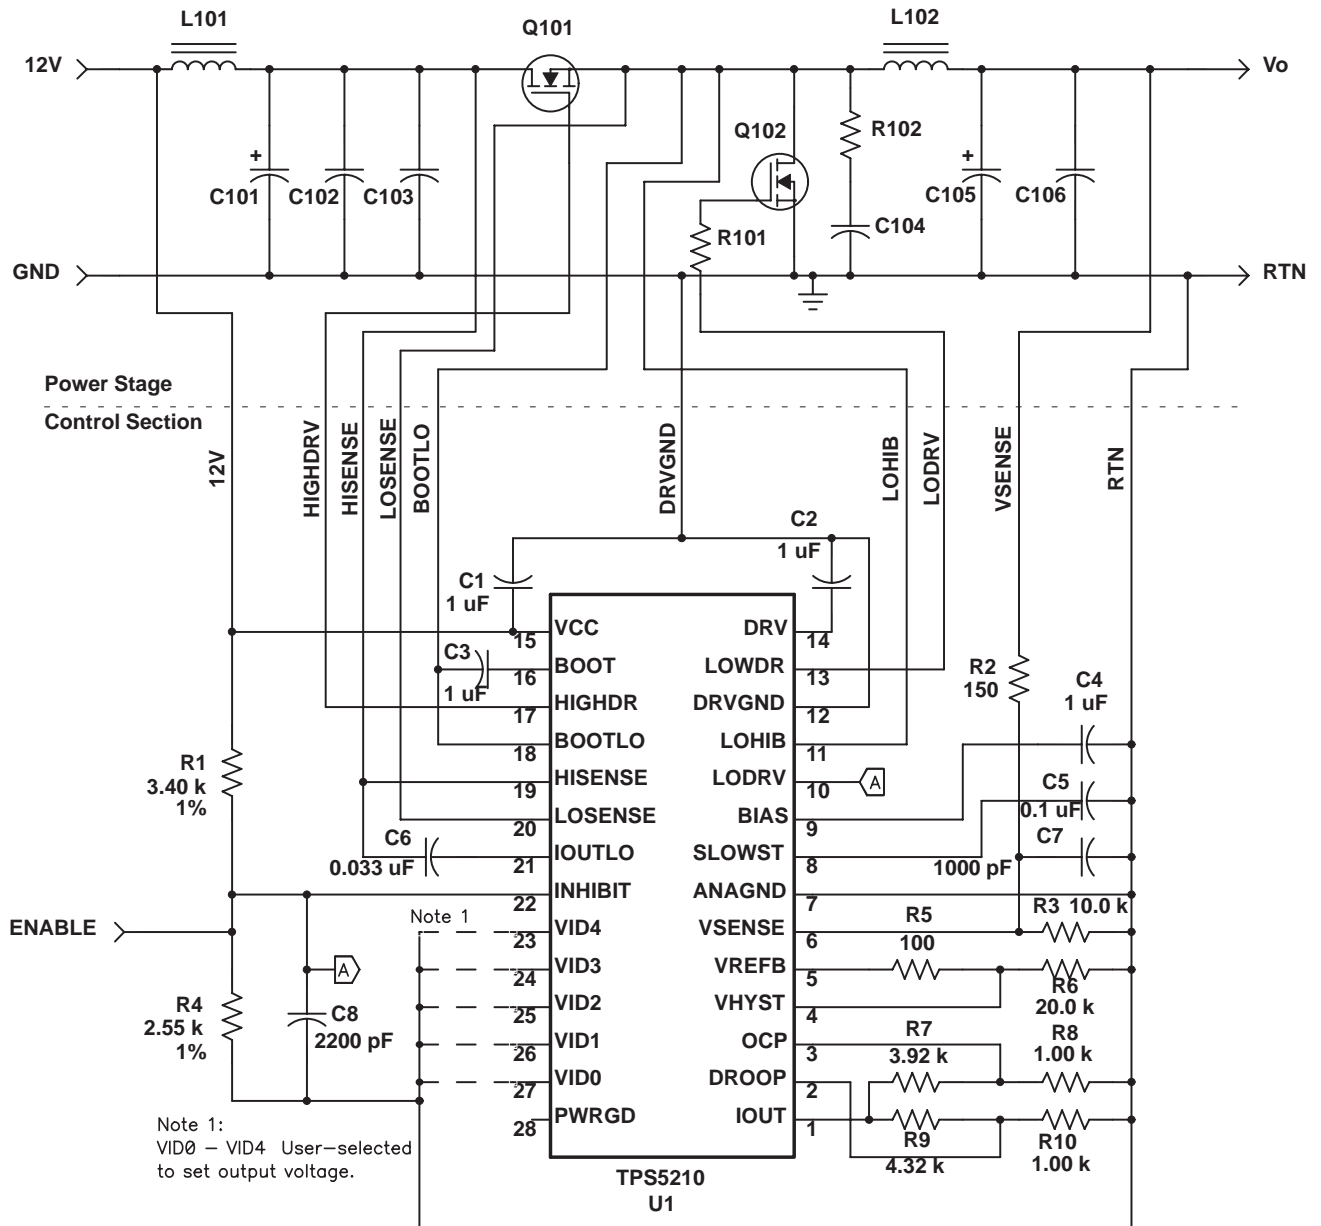 L101
Q101
L102
12V
Vo
Q102
R102
+
C101
C102
C103
+
C105
C106
R101
C104
GND
RTN
Power Stage
Control Section
12V
HIGHDRV
HISENSE
LOSENSE
BOOTLO
DRVGND
LOHIB
LODRV
VSENSE
RTN
C1
1 uF
C2
1 uF
VCC
15
DRV
14
C3
1 uF
BOOT
16
LOWDR
13
R2
150
C4
1 uF
HIGHDR
17
DRVGND
12
BOOTLO
18
LOHIB
11
R1
3.40 k
1%
HISENSE
19
LODRV
10
A
C5
0.1 uF
LOSENSE
20
BIAS
9
C6
0.033 uF
IOUTLO
21
SLOWST
8
C7
1000 pF
INHIBIT
22
ANAGND
7
ENABLE
Note 1
VID4
23
VSENSE
6
R5
100
R3
10.0 k
A
VID3
24
VREFB
5
R6
20.0 k
R4
2.55 k
1%
C8
2200 pF
VID2
25
VHYST
4
VID1
26
OCP
3
R7
3.92 k
R8
1.00 k
VID0
27
DROOP
2
PWRGD
28
IOUT
1
R9
4.32 k
R10
1.00 k
Note 1:
VID0 – VID4 User–selected
to set output voltage.
TPS5210
U1